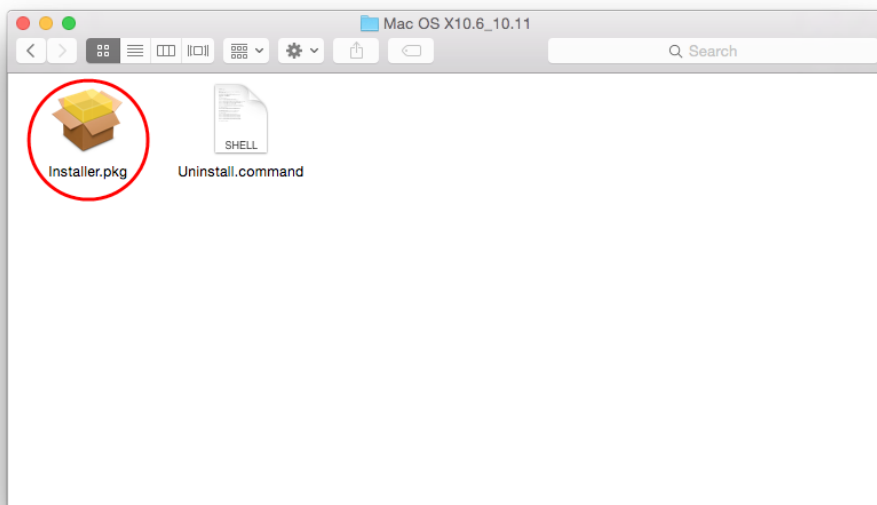 Mac OS X10.6_10.11
Search
SHELL
Installer.pkg
Uninstall.command